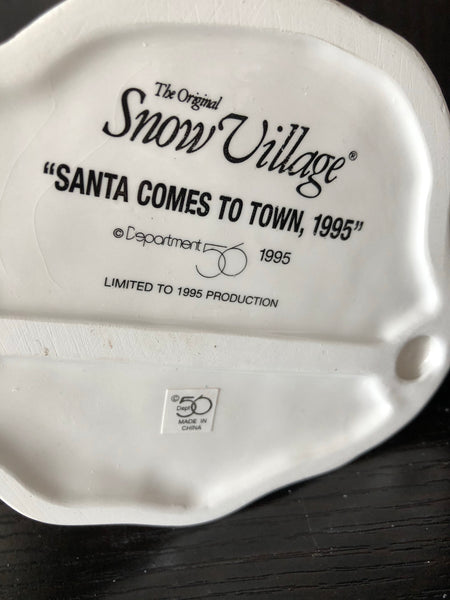 The Original
Snow Village®
"SANTA COMES TO TOWN, 1995"
© Department 56 1995
LIMITED TO 1995 PRODUCTION
© Dept 56
MADE IN
CHINA